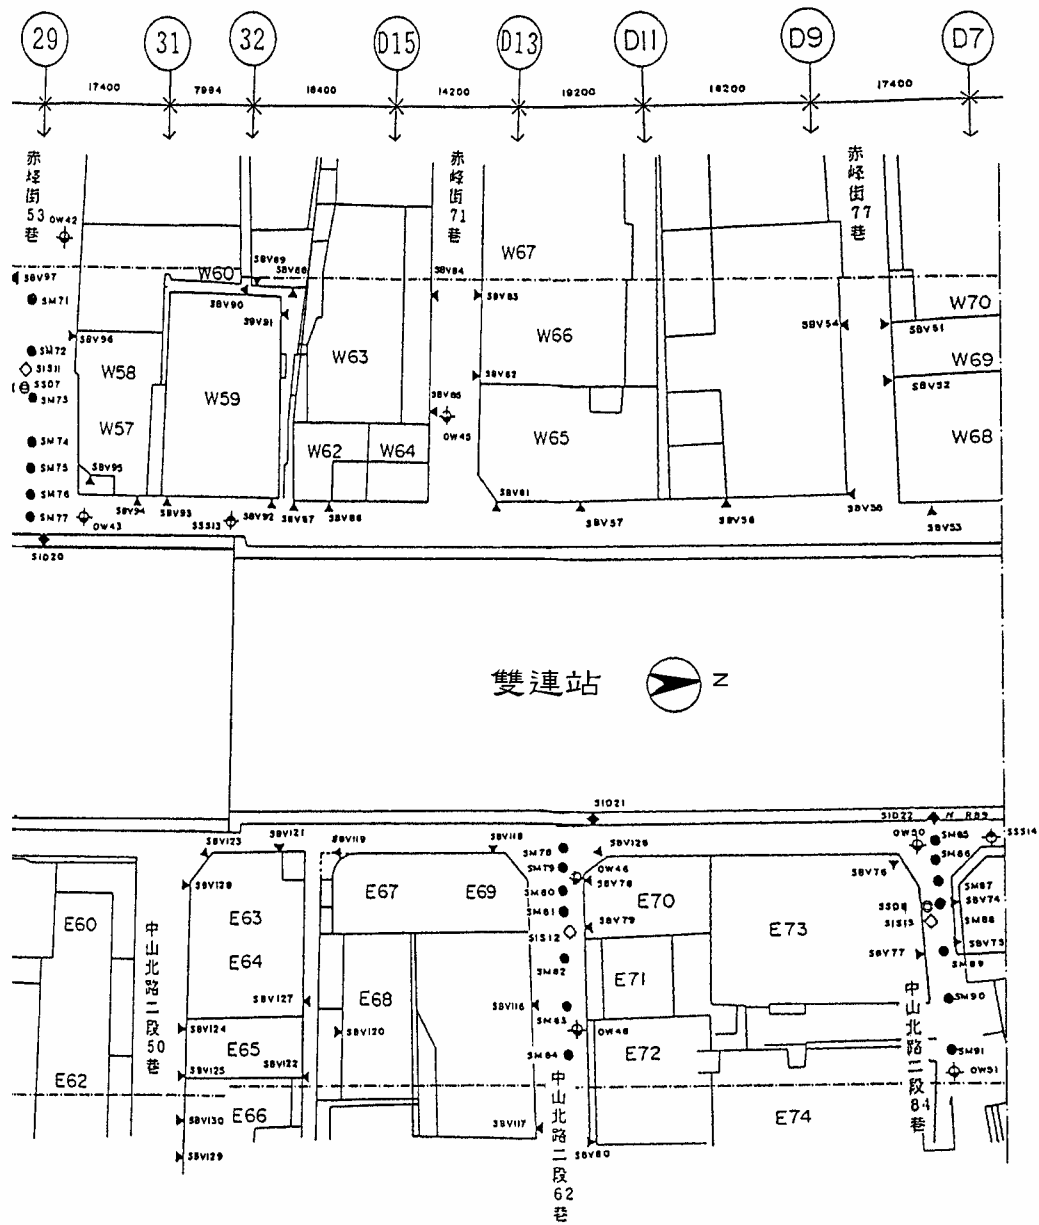 29 31 32 D15 D13 D11 D9 D7
17400 7984 18400 14200 19200 18200 17400
赤峰街53巷
赤峰街71巷
赤峰街77巷
OW42
W67
W60
SBV89
SBV88
SBV84
SBV97
SM71
SBV90
SBV91
SBV83
SBV54
SBV51
W70
SBV96
SM72
SIS11
SS07
SM73
W58
W59
W63
W66
W69
SBV82
SBV52
SBV85
OW45
W57
W62
W64
W65
W68
SM74
SM75
SBV95
SM76
SM77
OW43
SBV94
SBV93
SSS13
SBV92
SBV87
SBV86
SBV81
SBV57
SBV56
SBV55
SBV53
SID20
雙連站 N
SID21
SID22
M R89
SSS14
SBV123
SBV121
SBV119
SBV118
SM78
SBV126
OW50
SM85
SM79
OW46
SM86
SBV76
SBV128
SM80
SBV78
SM87
SBV74
E60
E63
E67
E69
SM81
E70
SBV79
E73
SS08
SIS13
SM88
SIS12
SBV73
中山北路二段50巷
E64
SM82
SBV77
SM89
E71
E68
SBV127
SBV116
SM83
中山北路二段84巷
SM90
SBV124
SBV120
OW48
E65
SM84
E72
SM91
SBV125
SBV122
OW51
E62
E66
中山北路二段62巷
E74
SBV130
SBV117
SBV80
SBV129